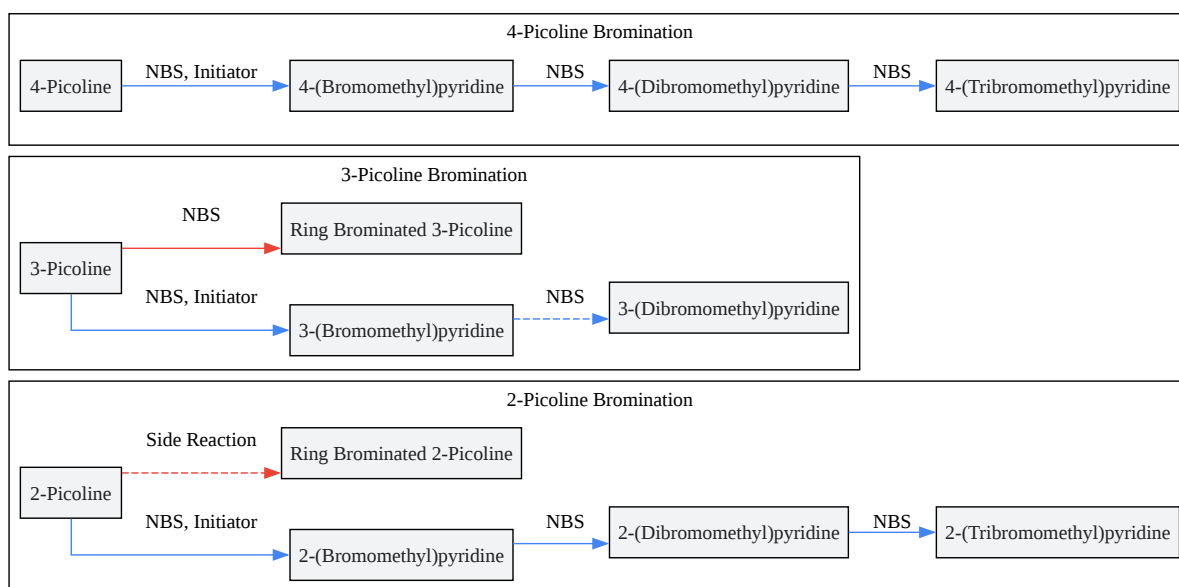 4-Picoline Bromination
4-Picoline
NBS, Initiator
4-(Bromomethyl)pyridine
NBS
4-(Dibromomethyl)pyridine
NBS
4-(Tribromomethyl)pyridine
3-Picoline Bromination
3-Picoline
NBS
Ring Brominated 3-Picoline
NBS, Initiator
3-(Bromomethyl)pyridine
NBS
3-(Dibromomethyl)pyridine
2-Picoline Bromination
2-Picoline
Side Reaction
Ring Brominated 2-Picoline
NBS, Initiator
2-(Bromomethyl)pyridine
NBS
2-(Dibromomethyl)pyridine
NBS
2-(Tribromomethyl)pyridine